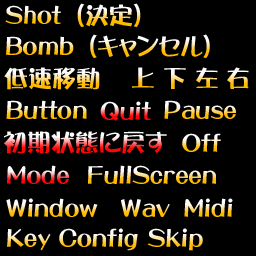 Shot (決定)
Bomb (キャンセル)
低速移動 上下左右
Button Quit Pause
初期状態に戻す Off
Mode FullScreen
Window Wav Midi
Key Config Skip